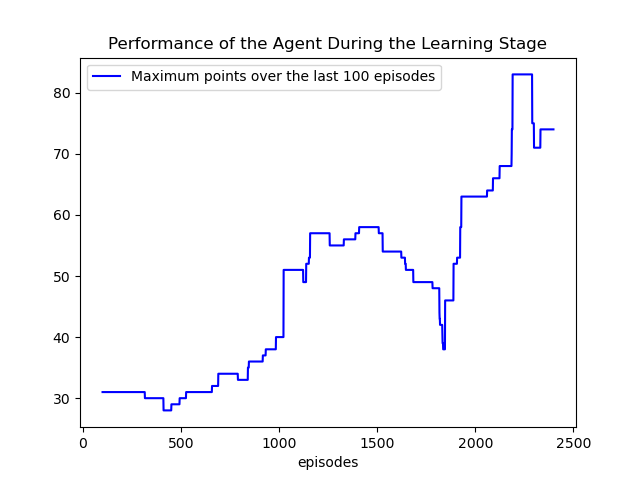 Performance of the Agent During the Learning Stage
Maximum points over the last 100 episodes
80
70
60
50
40
30
0 500 1000 1500 2000 2500
episodes